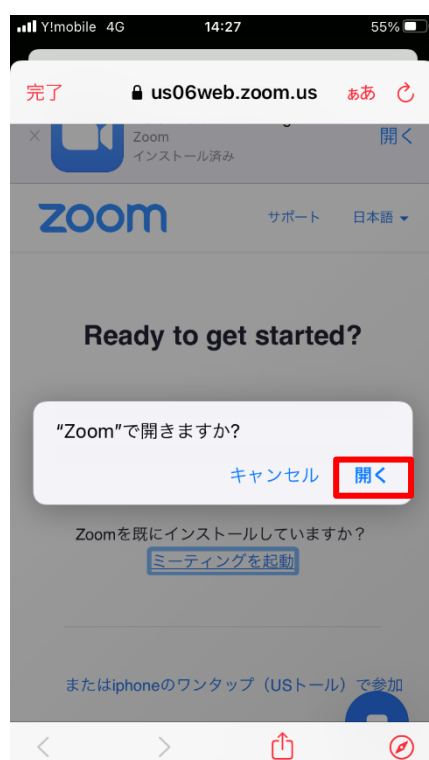 Y!mobile 4G 14:27 55%
完了 us06web.zoom.us ぁあ
Zoom 開く
インストール済み
zoom サポート 日本語
Ready to get started?
“Zoom”で開きますか?
キャンセル 開く
Zoomを既にインストールしていますか？
ミーティングを起動
またはiphoneのワンタップ（USトール）で参加